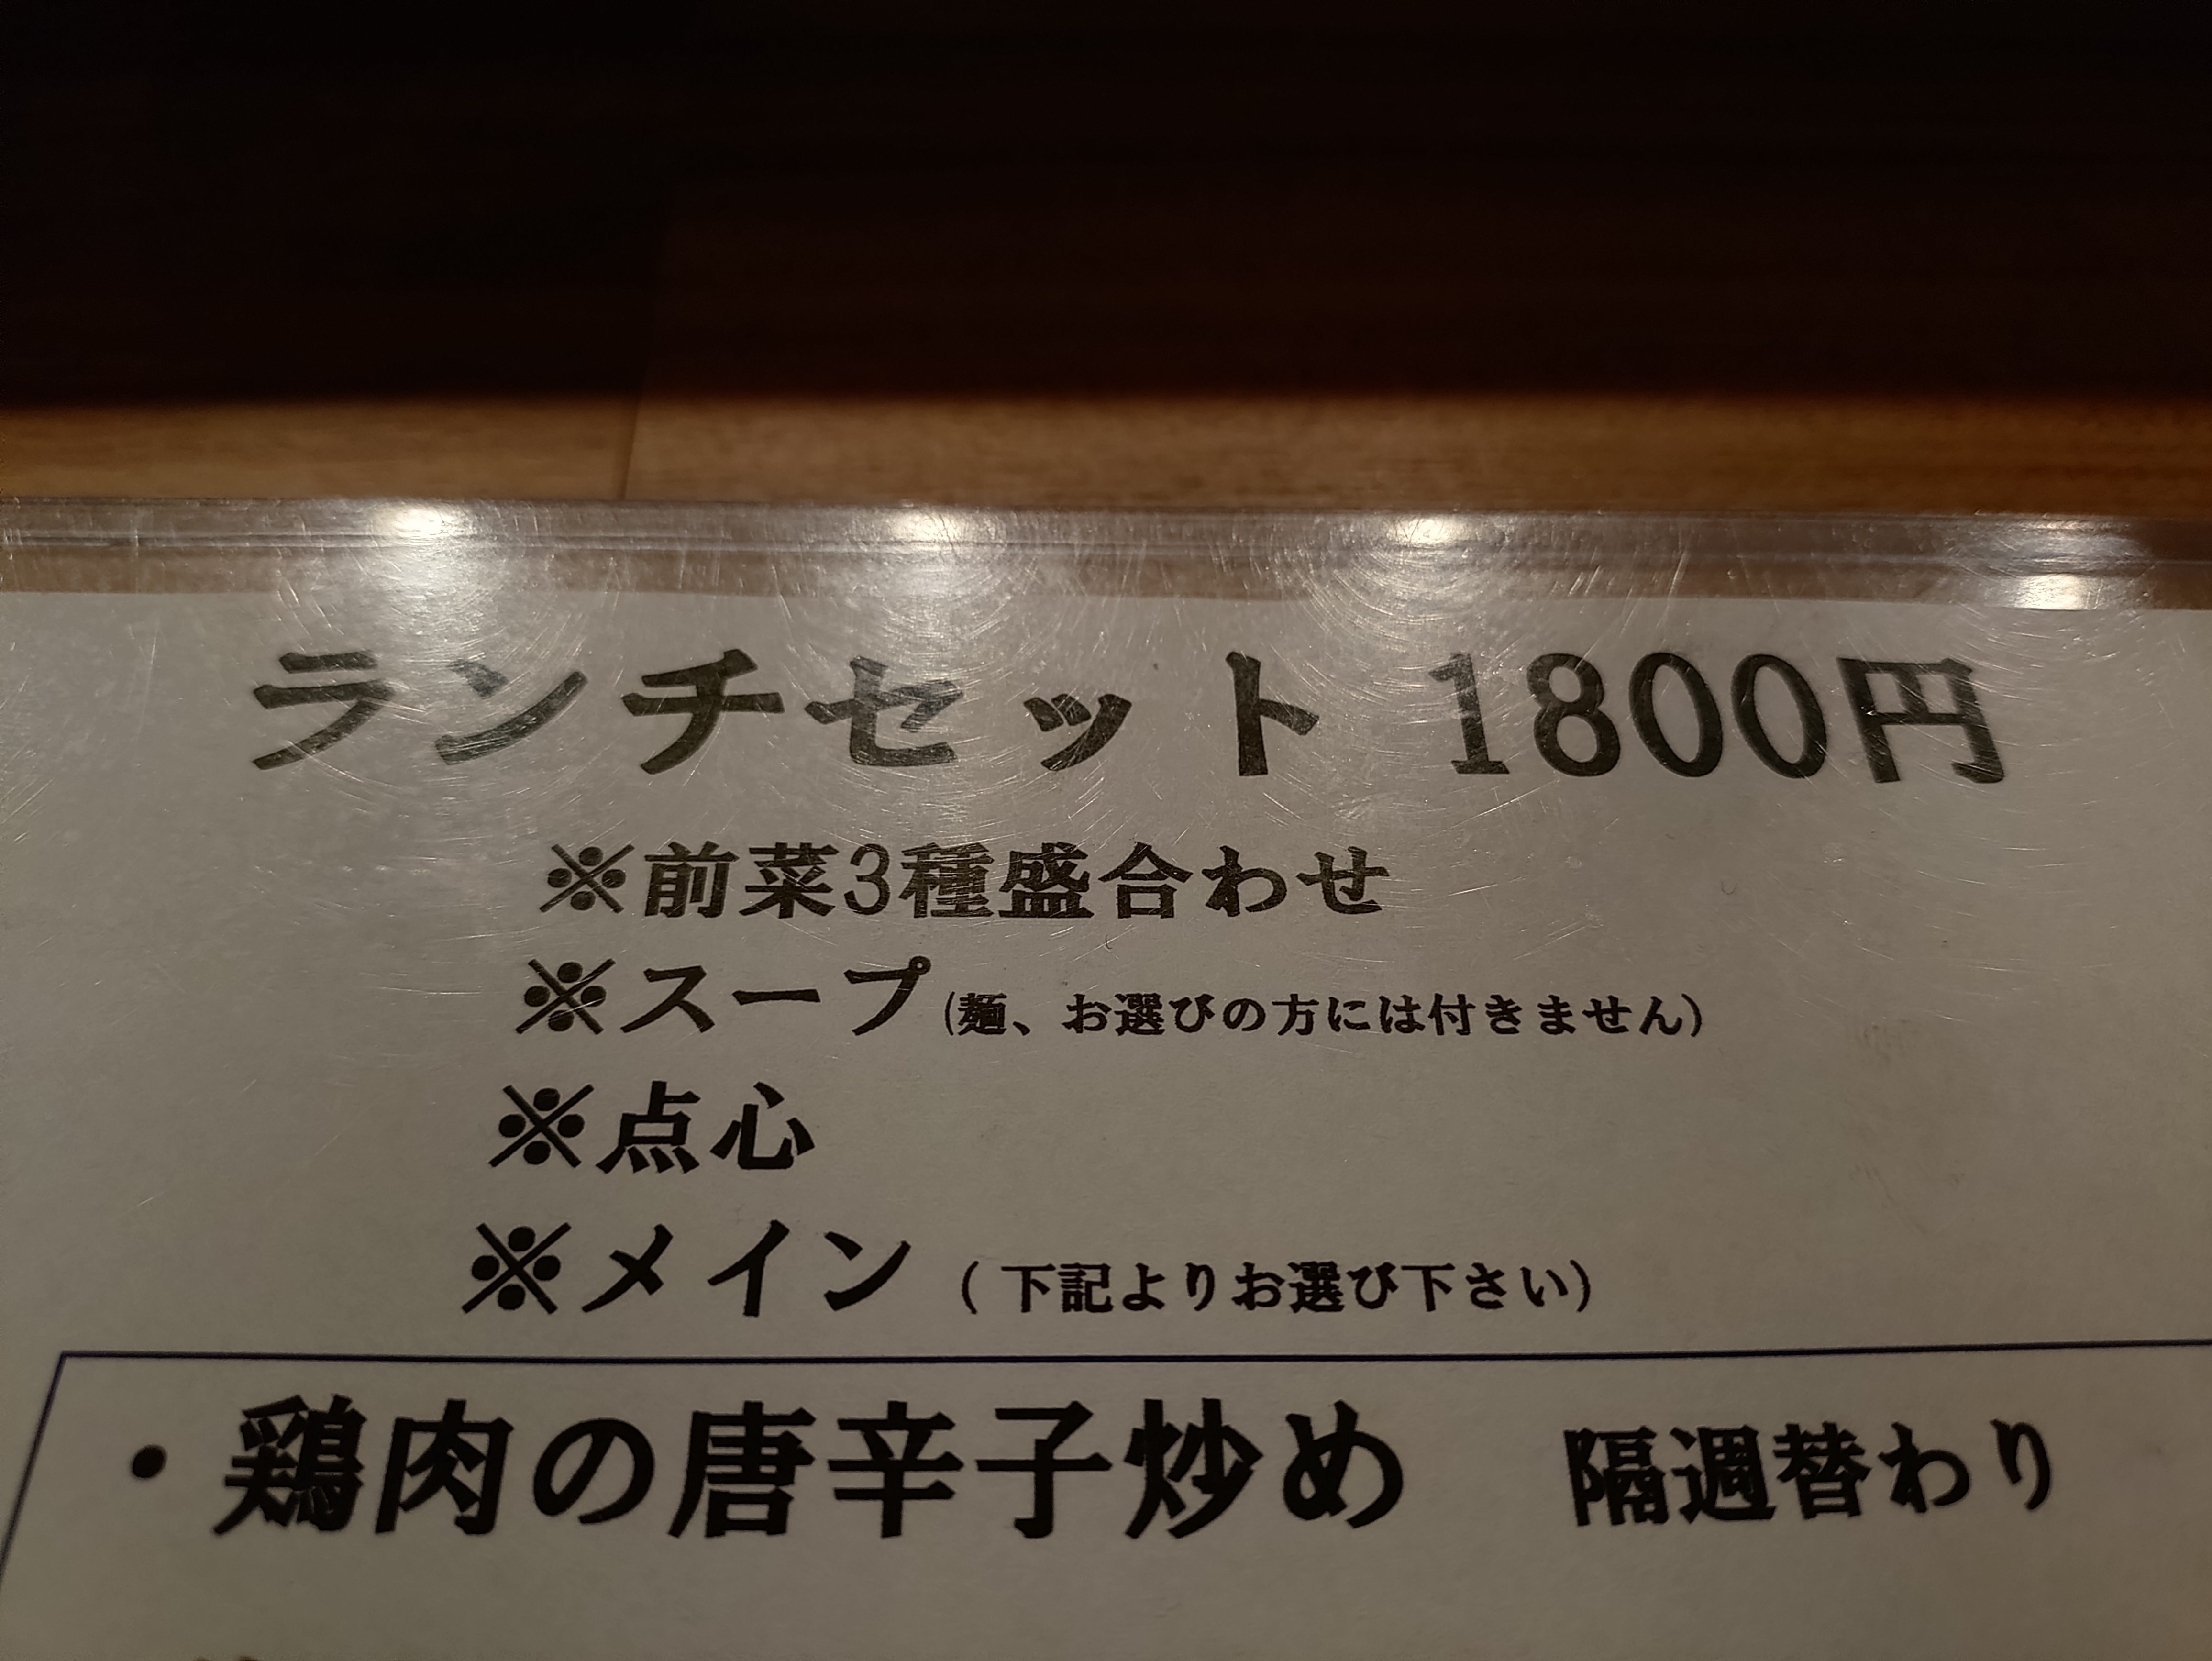 ランチセット 1800円
※前菜3種盛合わせ
※スープ(麺、お選びの方には付きません)
※点心
※メイン (下記よりお選び下さい)
・鶏肉の唐辛子炒め 隔週替わり